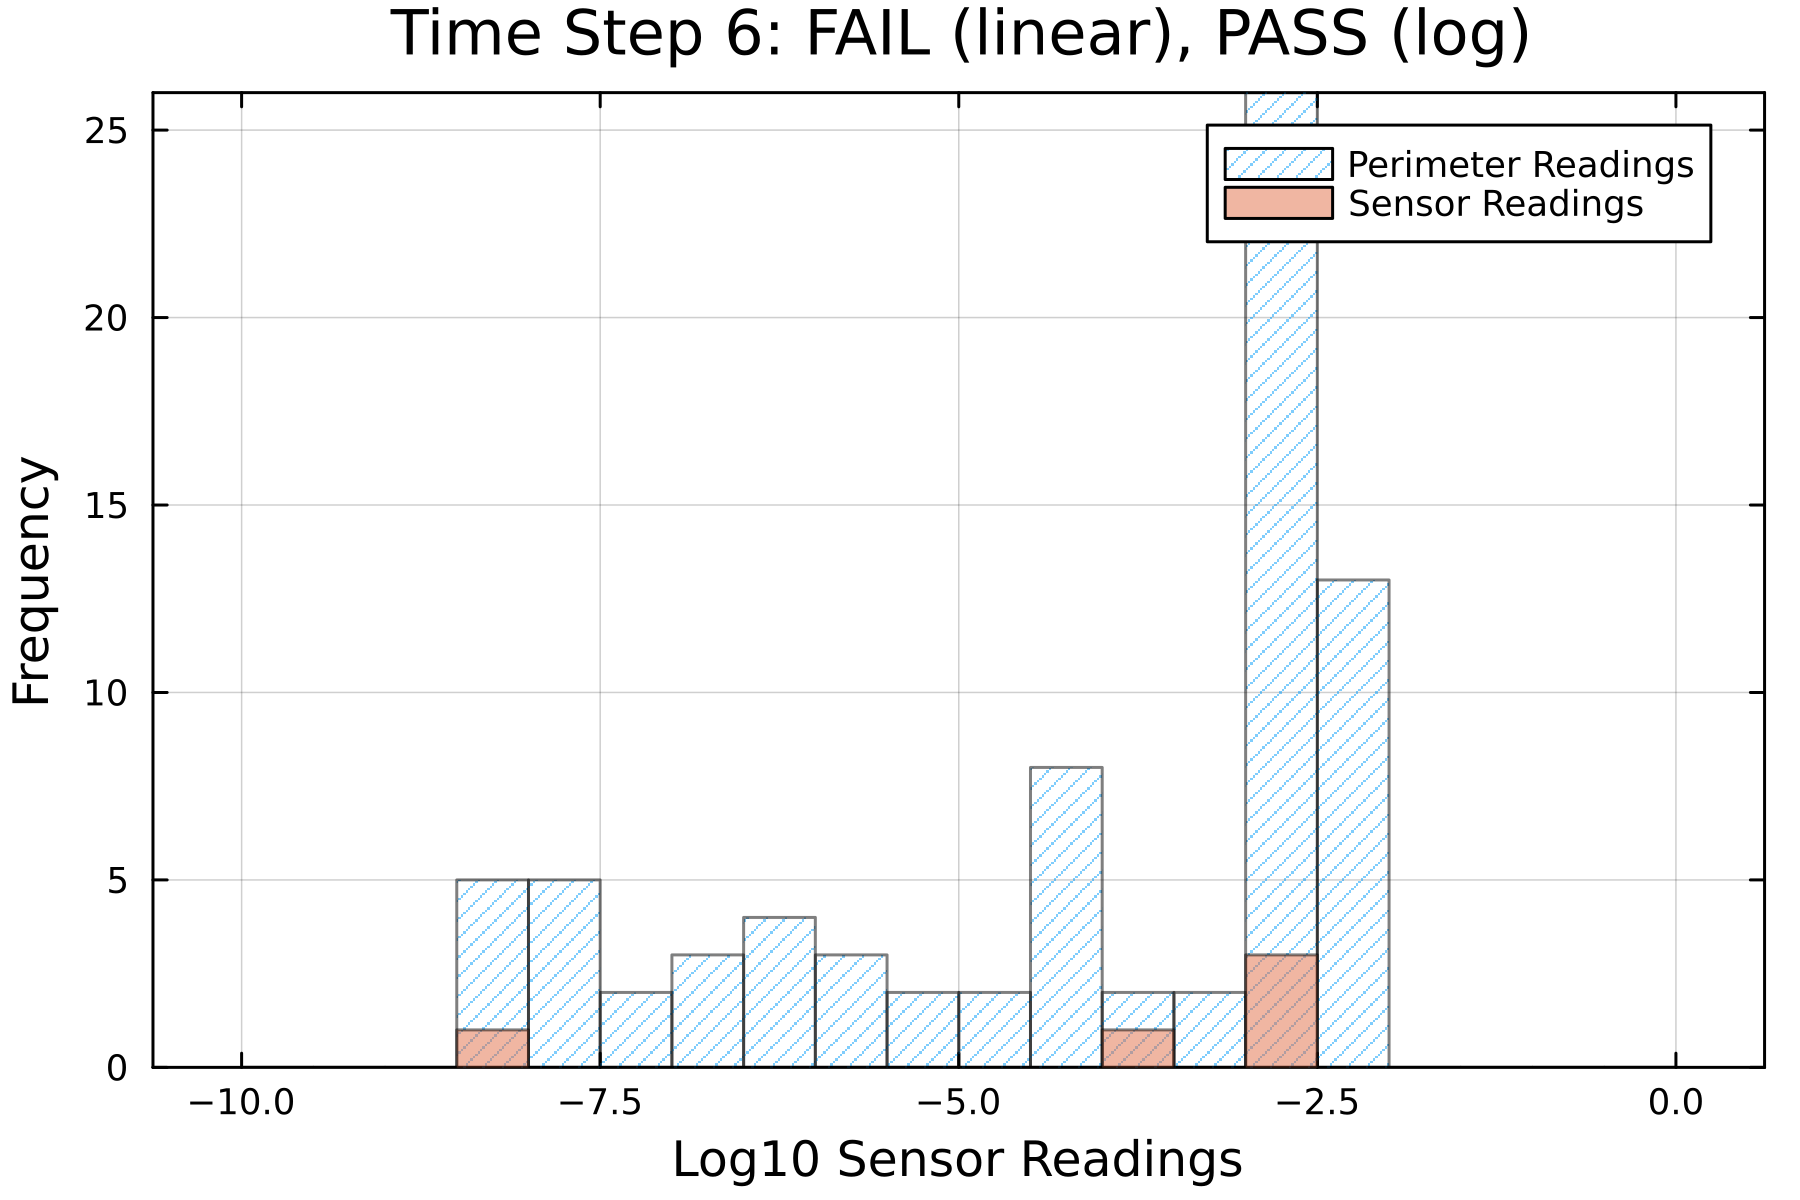 Time Step 6: FAIL (linear), PASS (log)
25
20
15
10
5
0
Frequency
Perimeter Readings
Sensor Readings
−10.0
−7.5
−5.0
−2.5
0.0
Log10 Sensor Readings